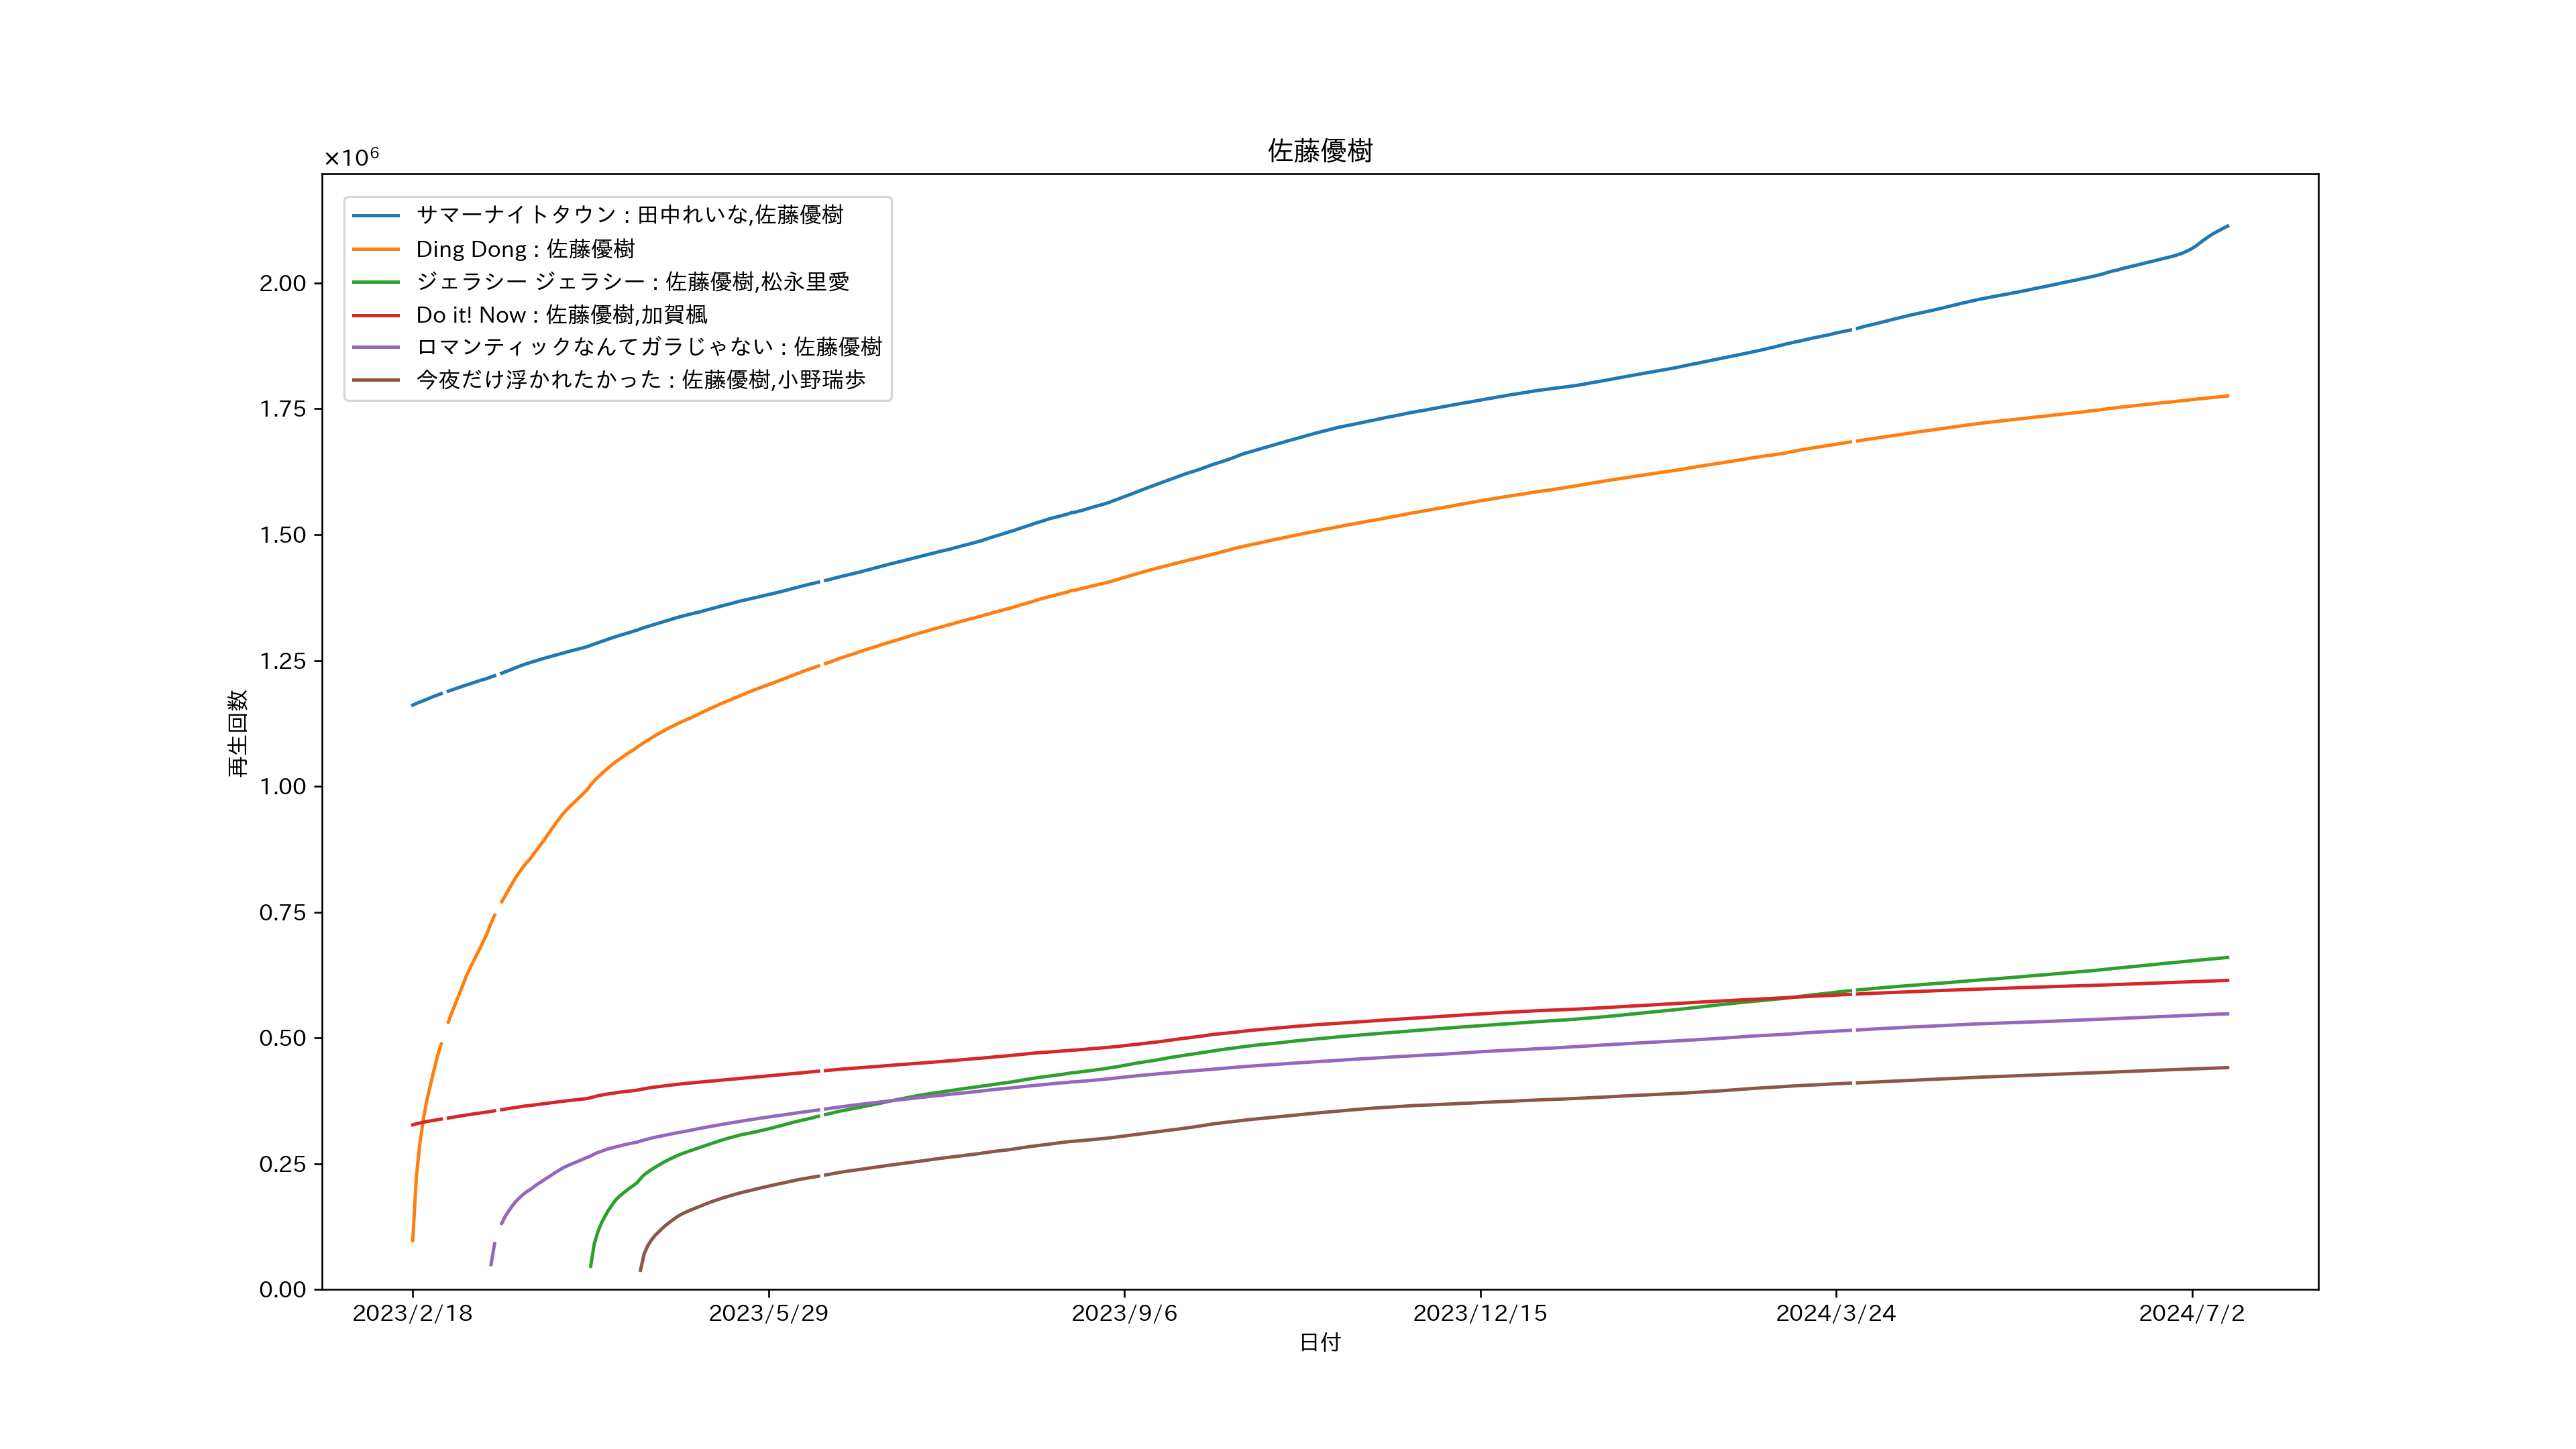 佐藤優樹
×10⁶
サマーナイトタウン : 田中れいな,佐藤優樹
Ding Dong : 佐藤優樹
ジェラシー ジェラシー : 佐藤優樹,松永里愛
Do it! Now : 佐藤優樹,加賀楓
ロマンティックなんてガラじゃない : 佐藤優樹
今夜だけ浮かれたかった : 佐藤優樹,小野瑞歩
2.00
1.75
1.50
1.25
1.00
0.75
0.50
0.25
0.00
再生回数
2023/2/18 2023/5/29 2023/9/6 2023/12/15 2024/3/24 2024/7/2
日付